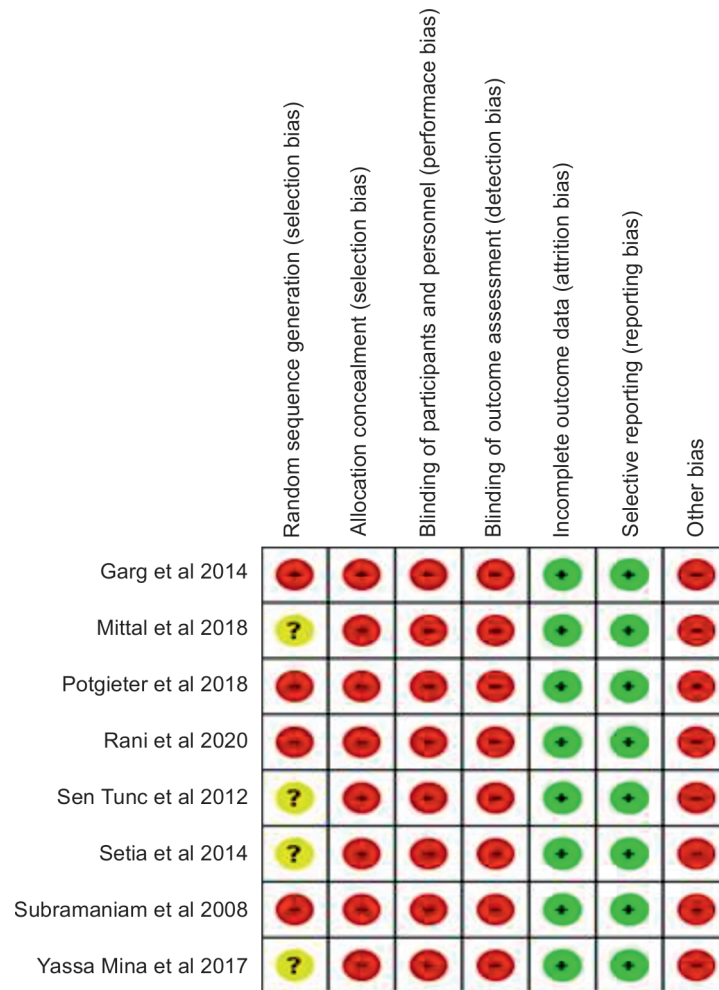 Random sequence generation (selection bias)
Allocation concealment (selection bias)
Blinding of participants and personnel (performace bias)
Blinding of outcome assessment (detection bias)
Incomplete outcome data (attrition bias)
Selective reporting (reporting bias)
Other bias
Garg et al 2014
Mittal et al 2018
?
Potgieter et al 2018
Rani et al 2020
Sen Tunc et al 2012
?
Setia et al 2014
?
Subramaniam et al 2008
Yassa Mina et al 2017
?